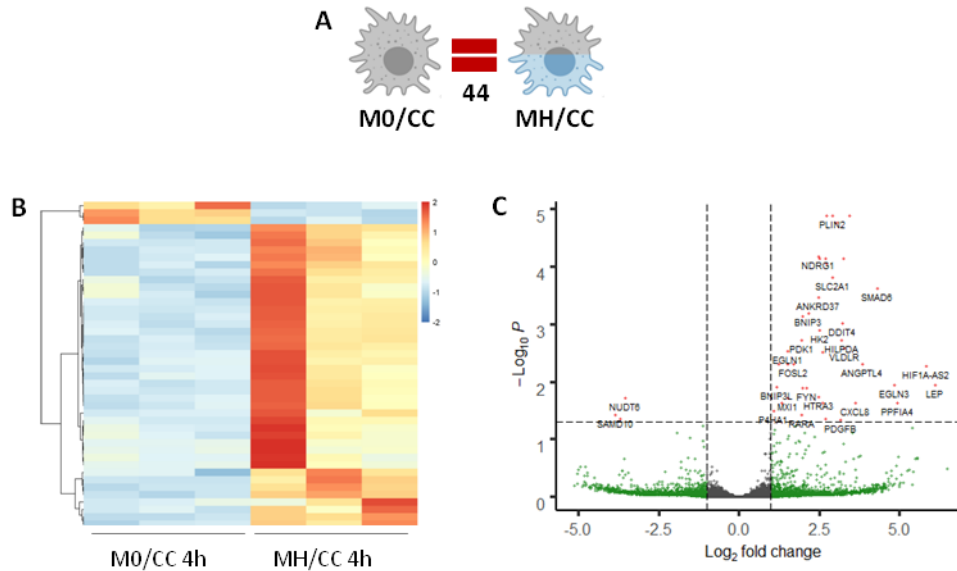 A
M0/CC
44
MH/CC
B
2
1
0
-1
-2
M0/CC 4h
MH/CC 4h
C
5
4
3
2
1
0
−Log10 P
PLIN2
NDRG1
SLC2A1
SMAD6
ANKRD37
BNIP3
DDIT4
HK2
PDK1
HILPDA
EGLN1
VLDLR
FOSL2
ANGPTL4
HIF1A-AS2
BNIP3L
FYN
EGLN3
LEP
NUDT6
MXI1
HTRA3
CXCL8
PPFIA4
SAMD10
P4HA1
RARA
PDGFB
-5.0
-2.5
0.0
2.5
5.0
Log2 fold change